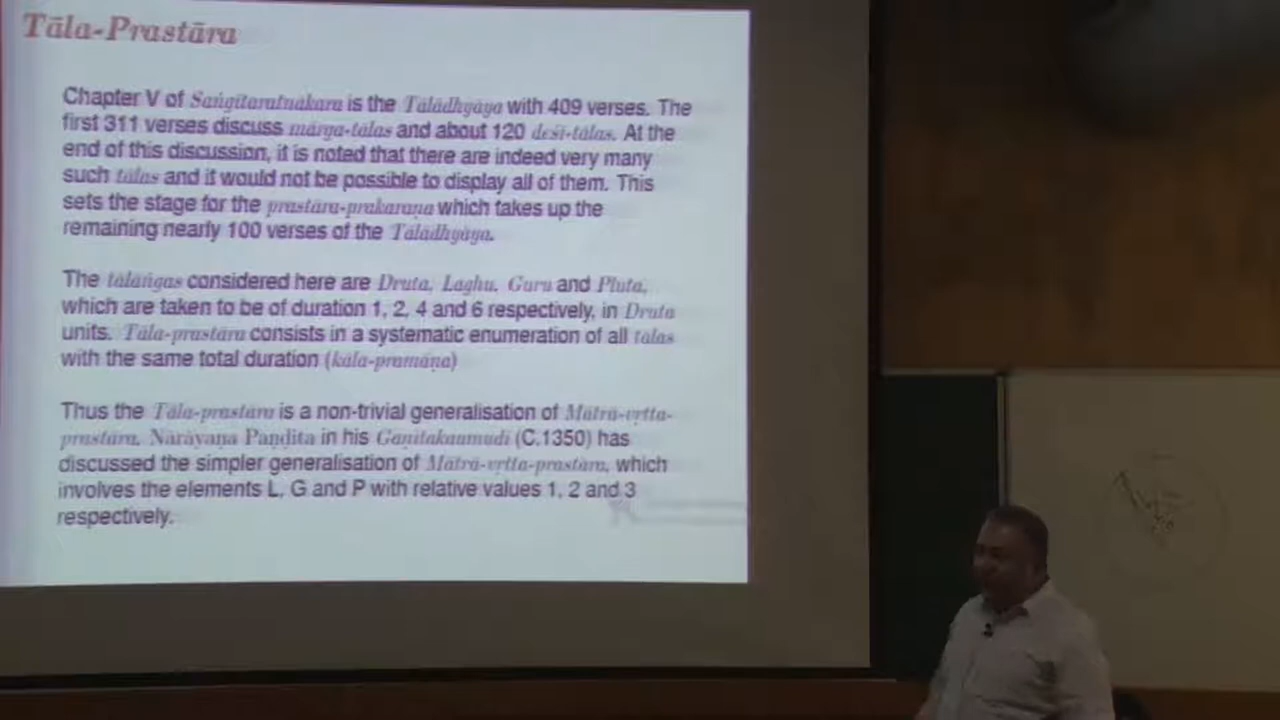 Tāla-Prastāra
Chapter V of Saṅgītaratnākara is the Tālādhyāya with 409 verses. The
first 311 verses discuss mārga-tālas and about 120 deśī-tālas. At the
end of this discussion, it is noted that there are indeed very many
such tālas and it would not be possible to display all of them. This
sets the stage for the prastāra-prakaraṇa which takes up the
remaining nearly 100 verses of the Tālādhyāya.
The tālāṅgas considered here are Druta, Laghu, Guru and Pluta,
which are taken to be of duration 1, 2, 4 and 6 respectively, in Druta
units. Tāla-prastāra consists in a systematic enumeration of all tālas
with the same total duration (kāla-pramāṇa)
Thus the Tāla-prastāra is a non-trivial generalisation of Mātrā-vṛtta-
prastāra. Nārāyaṇa Paṇḍita in his Gaṇitakaumudī (C.1350) has
discussed the simpler generalisation of Mātrā-vṛtta-prastāra, which
involves the elements L, G and P with relative values 1, 2 and 3
respectively.